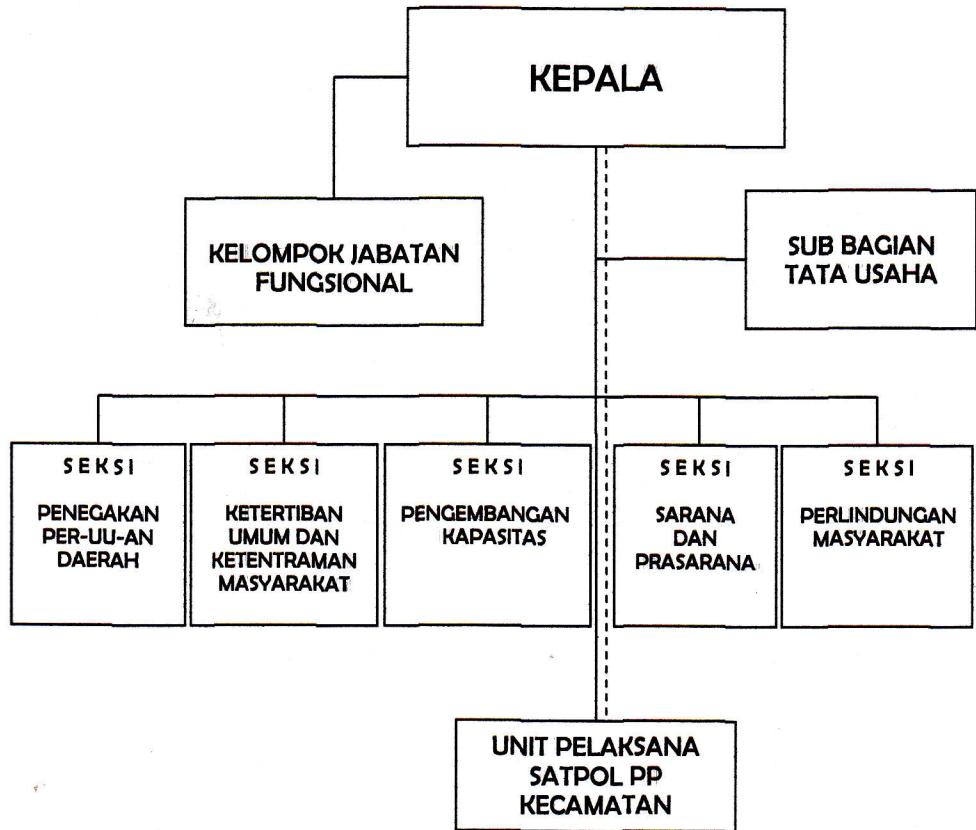 KEPALA
KELOMPOK JABATAN
FUNGSIONAL
SUB BAGIAN
TATA USAHA
SEKSI
PENEGAKAN
PER-UU-AN
DAERAH
SEKSI
KETERTIBAN
UMUM DAN
KETENTRAMAN
MASYARAKAT
SEKSI
PENGEMBANGAN
KAPASITAS
SEKSI
SARANA
DAN
PRASARANA
SEKSI
PERLINDUNGAN
MASYARAKAT
UNIT PELAKSANA
SATPOL PP
KECAMATAN